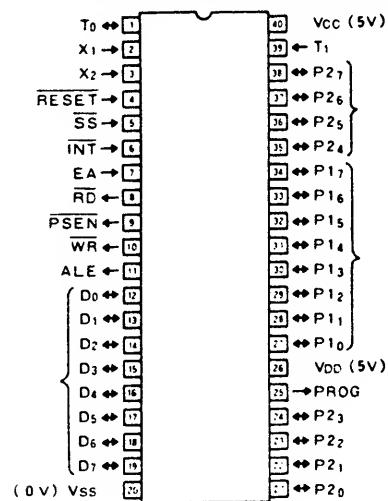 T0 ↔ 1
X1 → 2
X2 → 3
RESET → 4
SS → 5
INT → 6
EA → 7
RD ← 8
PSEN ← 9
WR ← 10
ALE ← 11
D0 ↔ 12
D1 ↔ 13
D2 ↔ 14
D3 ↔ 15
D4 ↔ 16
D5 ↔ 17
D6 ↔ 18
D7 ↔ 19
(0V) VSS 20
40 VCC (5V)
39 ← T1
38 ↔ P27
37 ↔ P26
36 ↔ P25
35 ↔ P24
34 ↔ P17
33 ↔ P16
32 ↔ P15
31 ↔ P14
30 ↔ P13
29 ↔ P12
28 ↔ P11
27 ↔ P10
26 VDD (5V)
25 → PROG
24 ↔ P23
23 ↔ P22
22 ↔ P21
21 ↔ P20